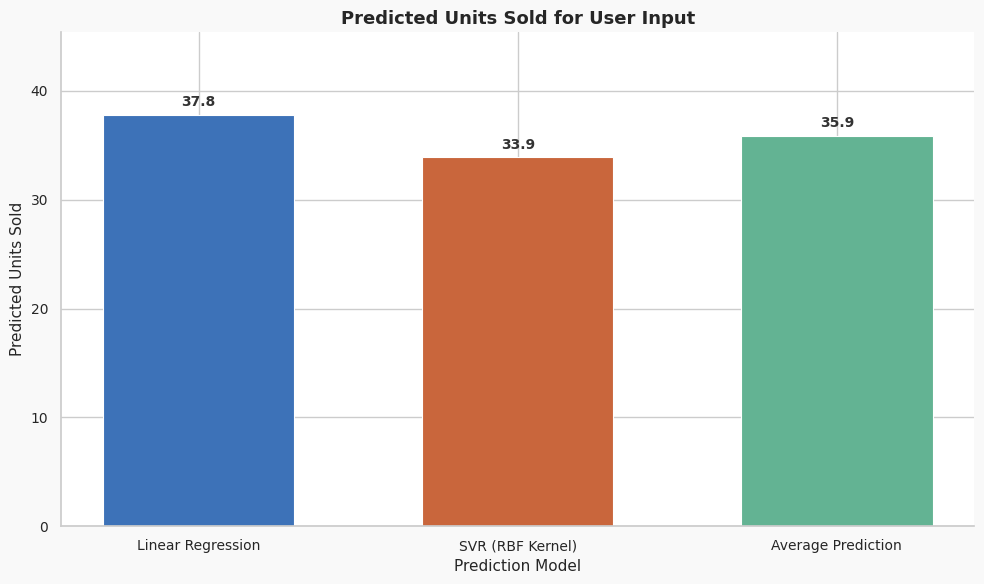 Predicted Units Sold for User Input
Predicted Units Sold
40
30
20
10
0
37.8
33.9
35.9
Linear Regression
SVR (RBF Kernel)
Average Prediction
Prediction Model